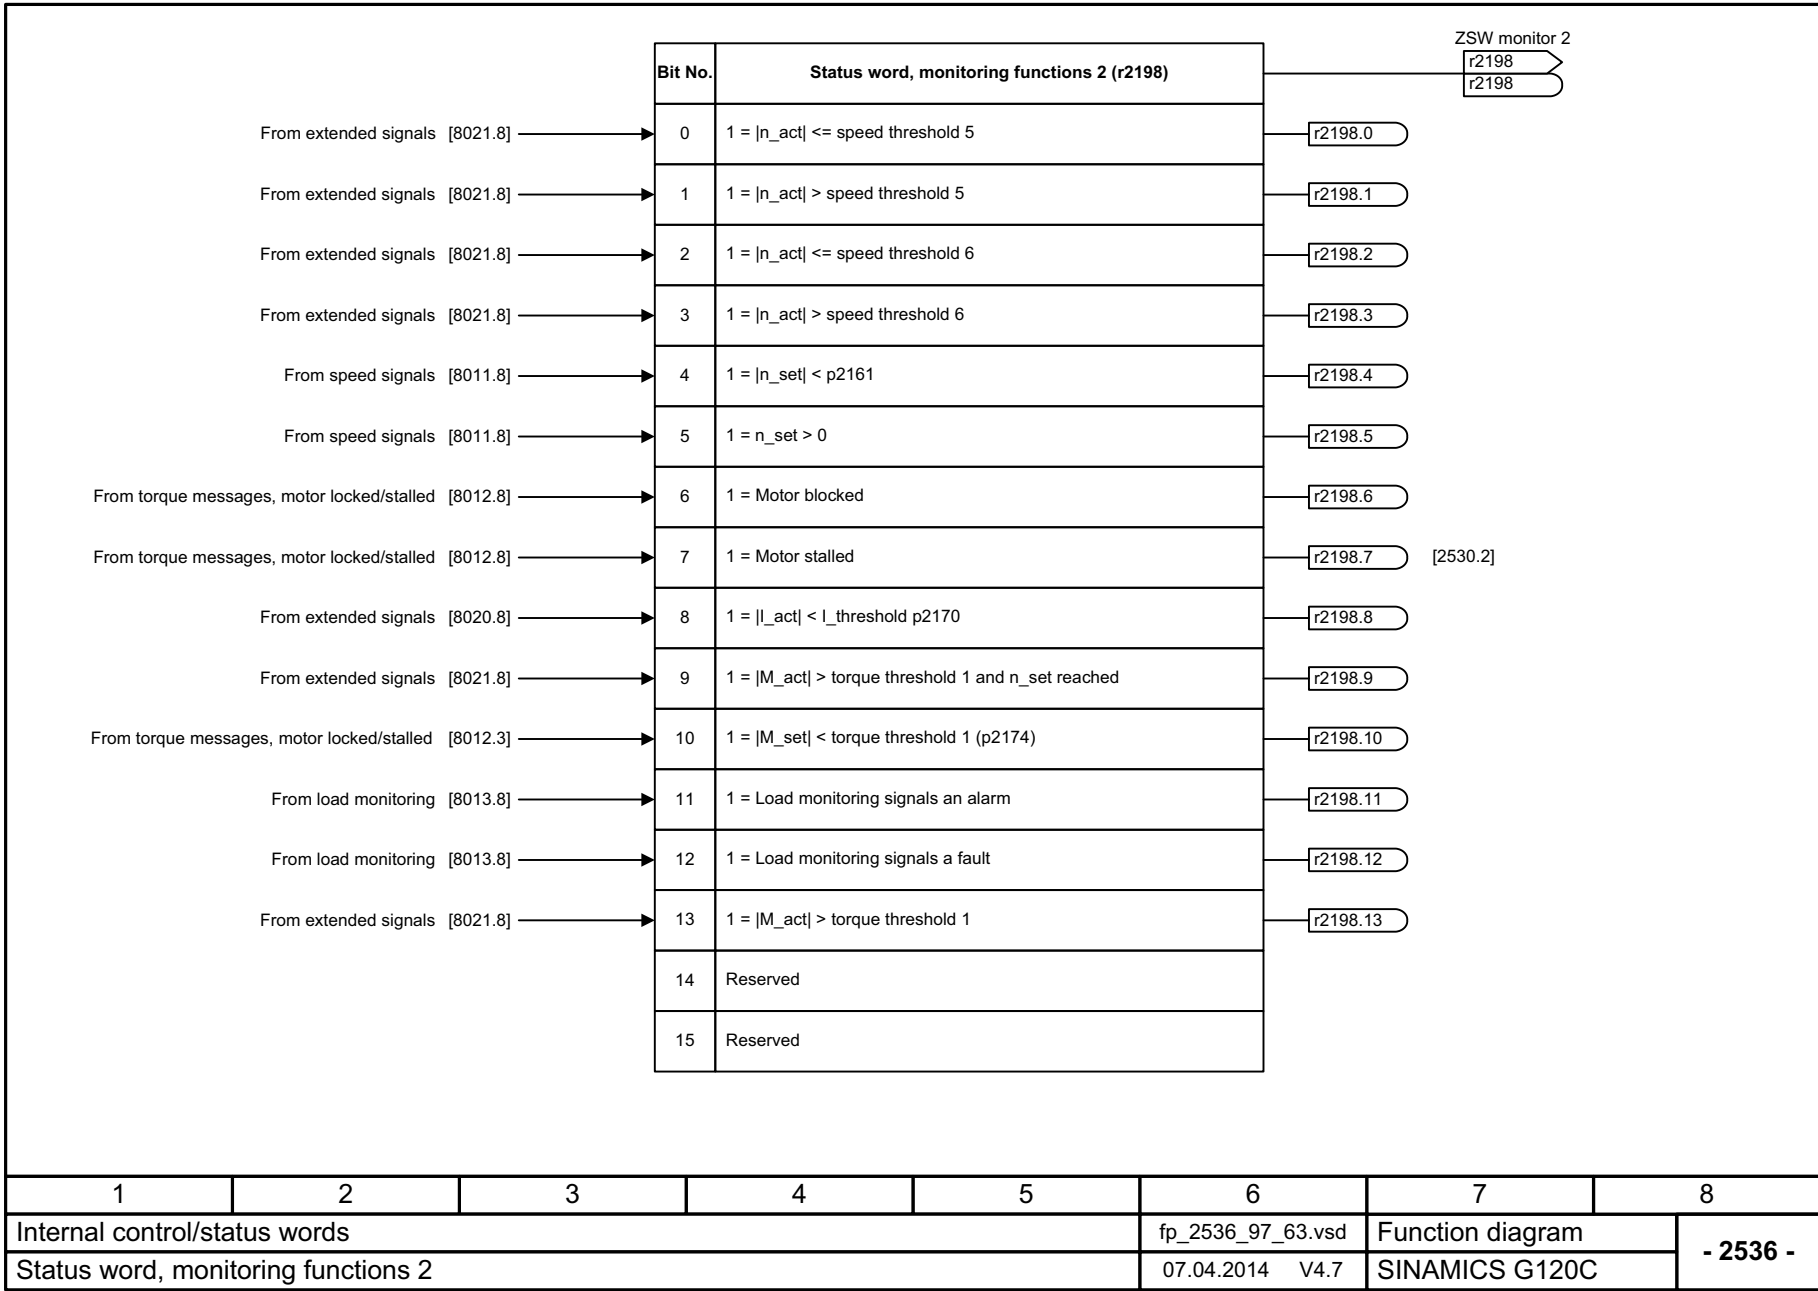 ZSW monitor 2
Bit No. Status word, monitoring functions 2 (r2198) r2198
r2198
From extended signals [8021.8] 0 1 = |n_act| <= speed threshold 5 r2198.0
From extended signals [8021.8] 1 1 = |n_act| > speed threshold 5 r2198.1
From extended signals [8021.8] 2 1 = |n_act| <= speed threshold 6 r2198.2
From extended signals [8021.8] 3 1 = |n_act| > speed threshold 6 r2198.3
From speed signals [8011.8] 4 1 = |n_set| < p2161 r2198.4
From speed signals [8011.8] 5 1 = n_set > 0 r2198.5
From torque messages, motor locked/stalled [8012.8] 6 1 = Motor blocked r2198.6
From torque messages, motor locked/stalled [8012.8] 7 1 = Motor stalled r2198.7 [2530.2]
From extended signals [8020.8] 8 1 = |I_act| < I_threshold p2170 r2198.8
From extended signals [8021.8] 9 1 = |M_act| > torque threshold 1 and n_set reached r2198.9
From torque messages, motor locked/stalled [8012.3] 10 1 = |M_set| < torque threshold 1 (p2174) r2198.10
From load monitoring [8013.8] 11 1 = Load monitoring signals an alarm r2198.11
From load monitoring [8013.8] 12 1 = Load monitoring signals a fault r2198.12
From extended signals [8021.8] 13 1 = |M_act| > torque threshold 1 r2198.13
14 Reserved
15 Reserved
1 2 3 4 5 6 7 8
Internal control/status words fp_2536_97_63.vsd Function diagram - 2536 -
Status word, monitoring functions 2 07.04.2014 V4.7 SINAMICS G120C